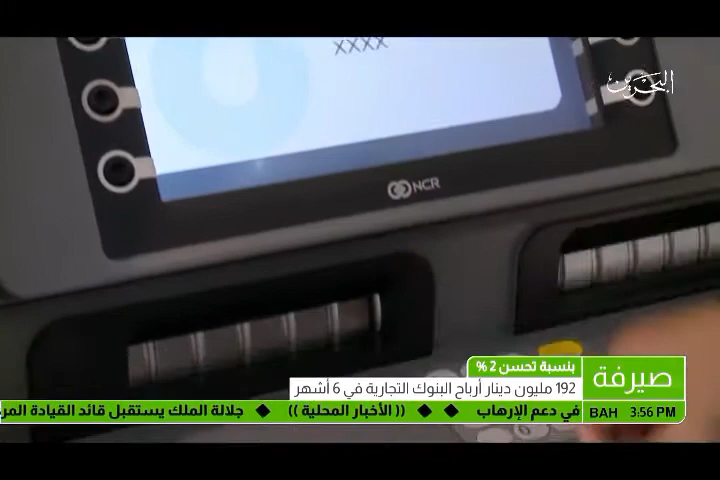 XXXX
البحرين
NCR
بنسبة تحسن 2 %
صيرفة
192 مليون دينار أرباح البنوك التجارية في 6 أشهر
BAH 3:56 PM
في دعم الإرهاب ◆ ◆ (( الأخبار المحلية )) ◆ جلالة الملك يستقبل قائد القيادة